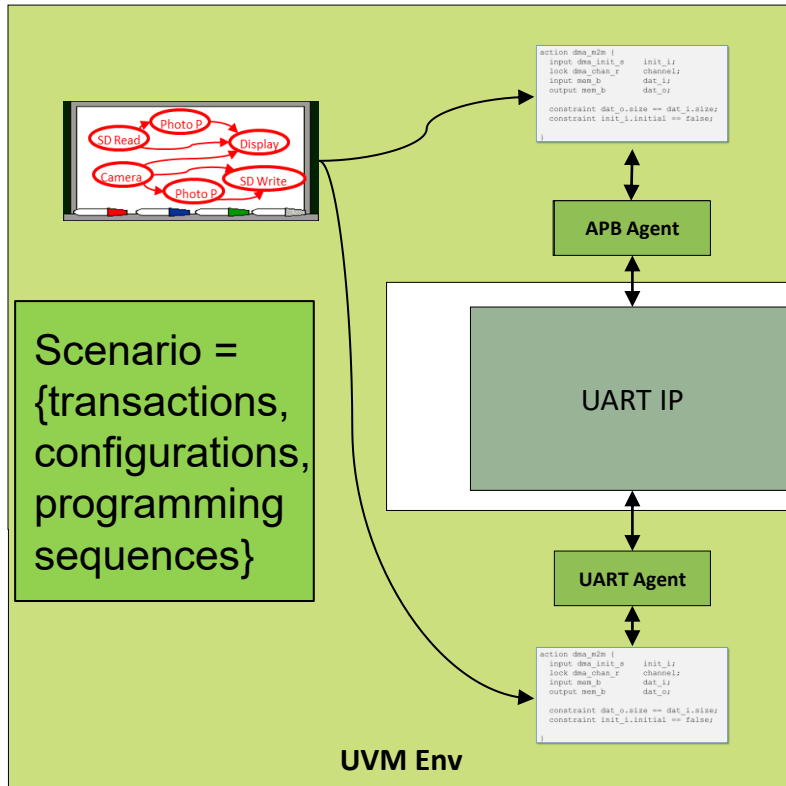 action dma_m2m {
input dma_init_s init_i;
lock dma_chan_r channel;
input mem_b dat_i;
output mem_b dat_o;
constraint dat_o.size == dat_i.size;
constraint init_i.initial == false;
}
Photo P
SD Read
Display
Camera
SD Write
Photo P
APB Agent
Scenario =
{transactions,
configurations,
programming
sequences}
UART IP
UART Agent
action dma_m2m {
input dma_init_s init_i;
lock dma_chan_r channel;
input mem_b dat_i;
output mem_b dat_o;
constraint dat_o.size == dat_i.size;
constraint init_i.initial == false;
}
UVM Env